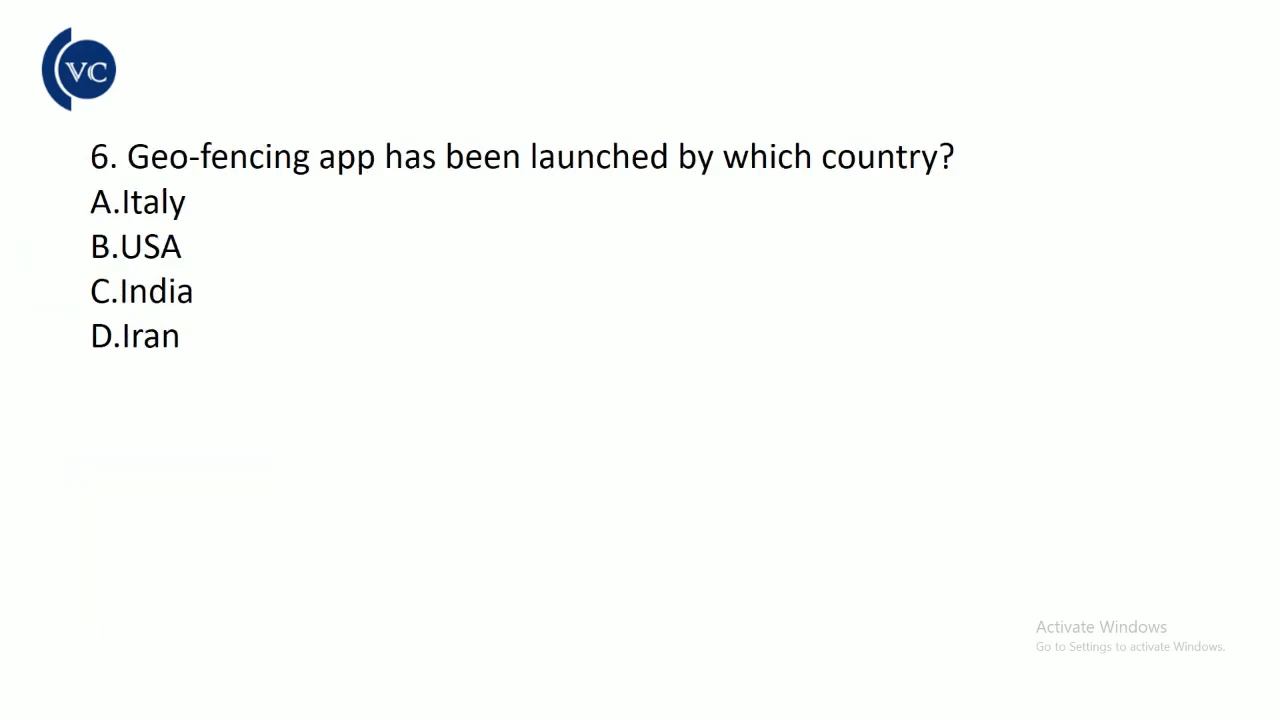 VC
6. Geo-fencing app has been launched by which country?
A.Italy
B.USA
C.India
D.Iran
Activate Windows
Go to Settings to activate Windows.